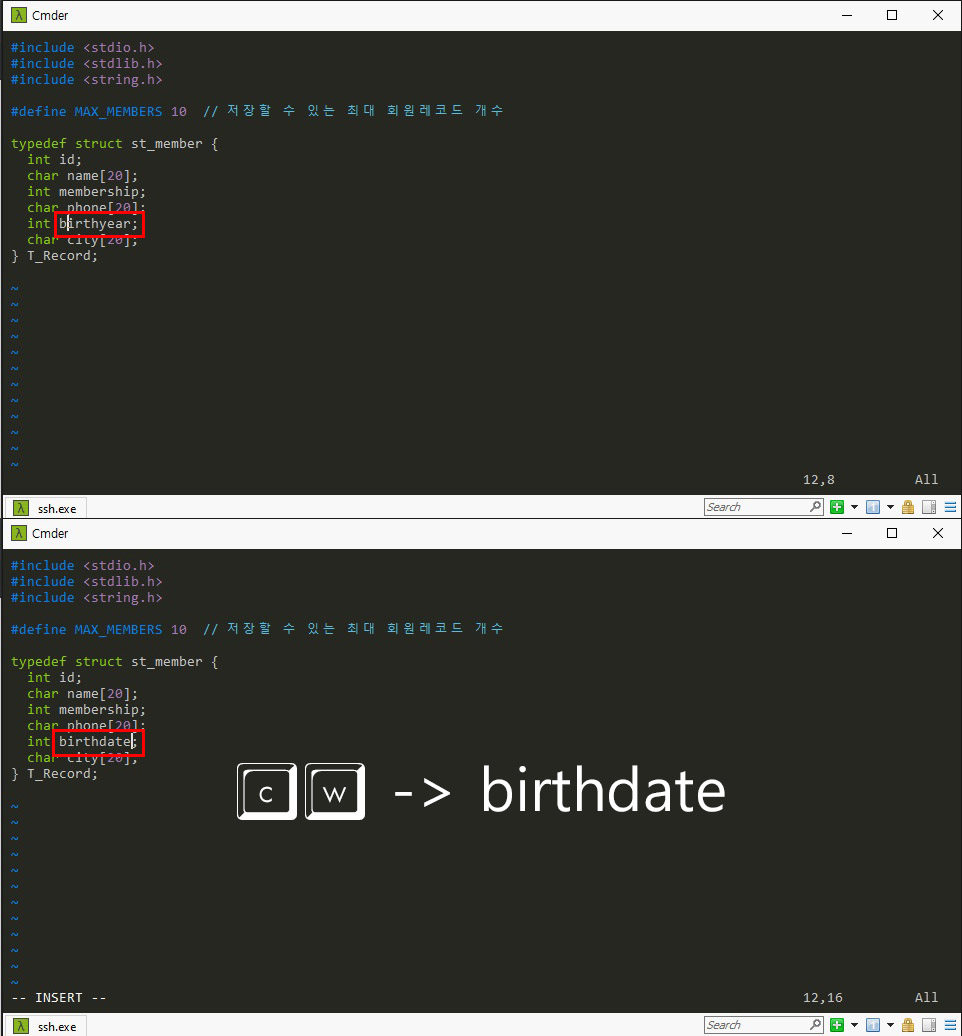 Cmder
#include <stdio.h>
#include <stdlib.h>
#include <string.h>
#define MAX_MEMBERS 10  // 저장할 수 있는 최대 회원레코드 개수
typedef struct st_member {
  int id;
  char name[20];
  int membership;
  char phone[20];
  int birthyear;
  char city[20];
} T_Record;
~
~
~
~
~
~
~
~
~
~
~
~
12,8 All
ssh.exe Search
Cmder
#include <stdio.h>
#include <stdlib.h>
#include <string.h>
#define MAX_MEMBERS 10  // 저장할 수 있는 최대 회원레코드 개수
typedef struct st_member {
  int id;
  char name[20];
  int membership;
  char phone[20];
  int birthdate;
  char city[20];
} T_Record;
c w -> birthdate
~
~
~
~
~
~
~
~
~
~
~
~
-- INSERT -- 12,16 All
ssh.exe Search